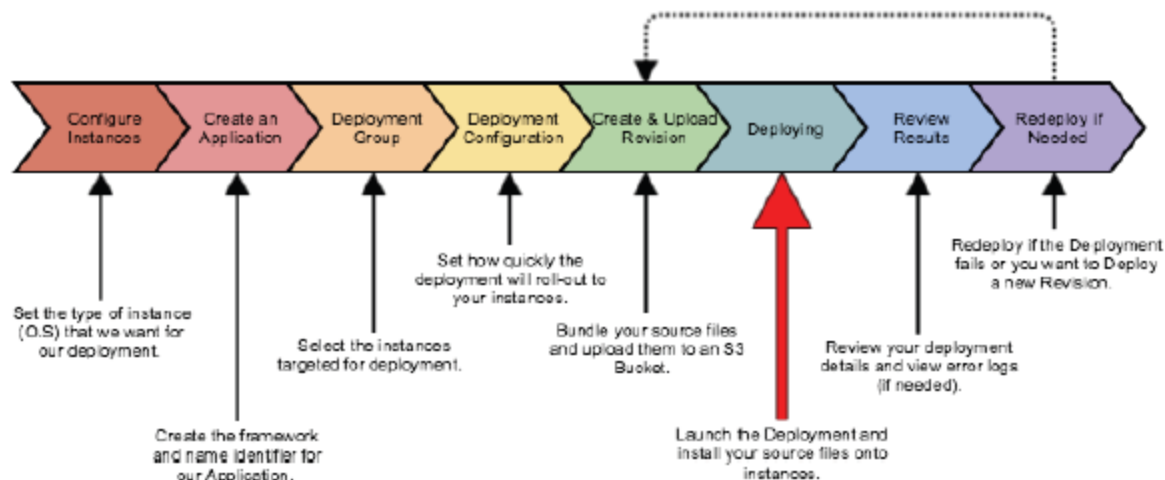 Configure
Instances
Create an
Application
Deployment
Group
Deployment
Configuration
Create & Upload
Revision
Deploying
Review
Results
Redeploy if
Needed
Set the type of instance
(O.S) that we want for
our deployment.
Create the framework
and name identifier for
our Application.
Select the instances
targeted for deployment.
Set how quickly the
deployment will roll-out to
your instances.
Bundle your source files
and upload them to an S3
Bucket.
Launch the Deployment and
install your source files onto
instances.
Review your deployment
details and view error logs
(if needed).
Redeploy if the Deployment
fails or you want to Deploy
a new Revision.